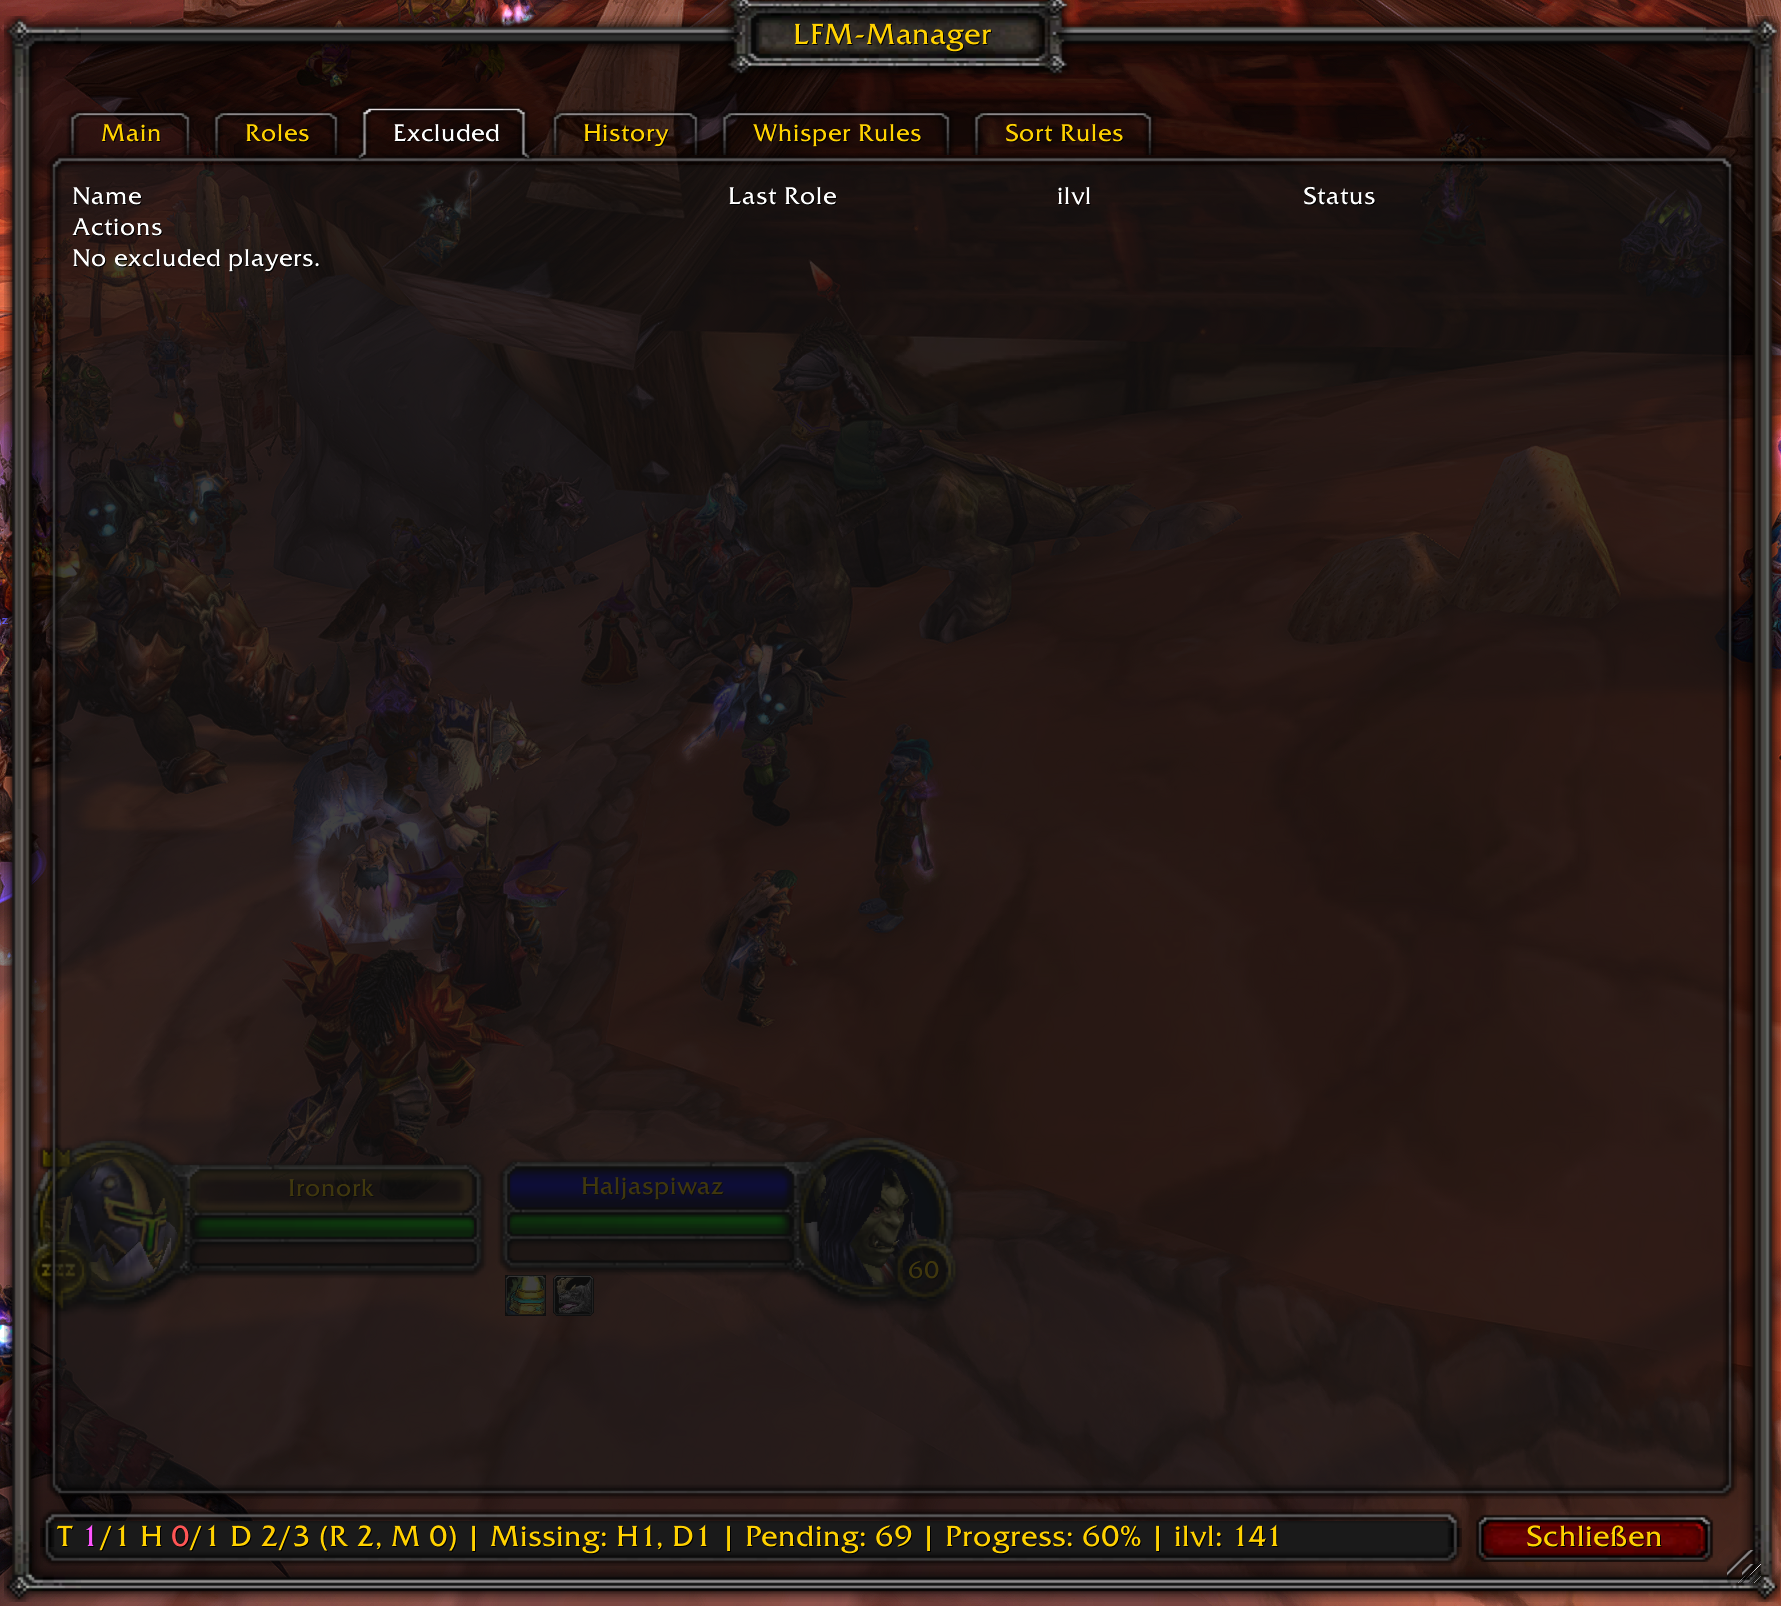 LFM-Manager
Main Roles Excluded History Whisper Rules Sort Rules
Name Last Role ilvl Status
Actions
No excluded players.
Ironork Haljaspiwaz
zzz 60
T 1/1 H 0/1 D 2/3 (R 2, M 0) | Missing: H1, D1 | Pending: 69 | Progress: 60% | ilvl: 141 Schließen